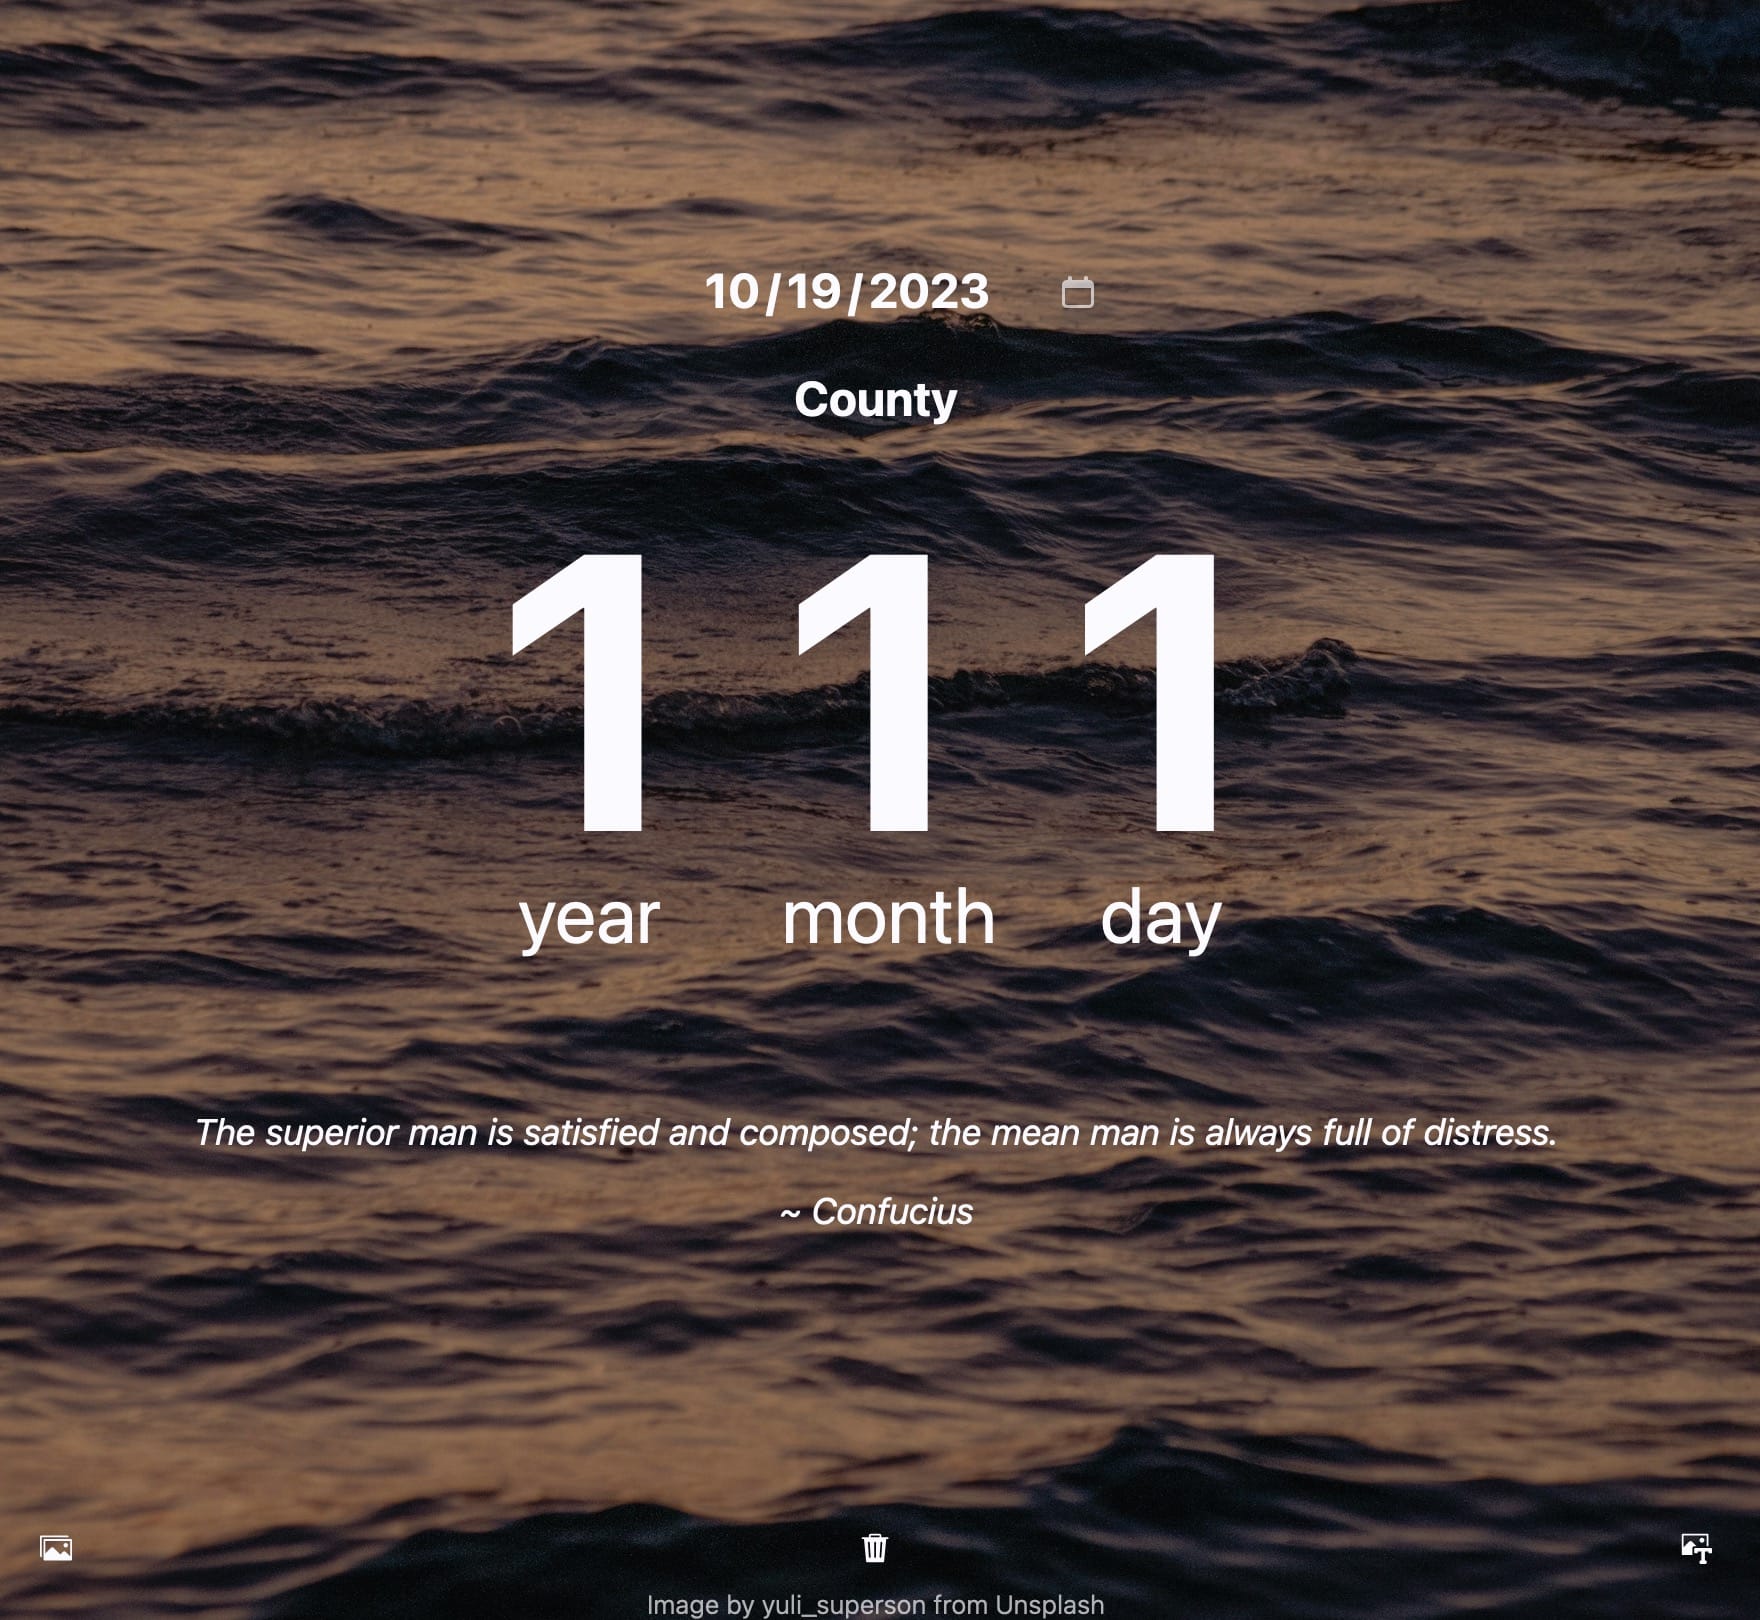 10/19/2023
County
1 1 1
year month day
The superior man is satisfied and composed; the mean man is always full of distress.
~ Confucius
Image by yuli_superson from Unsplash